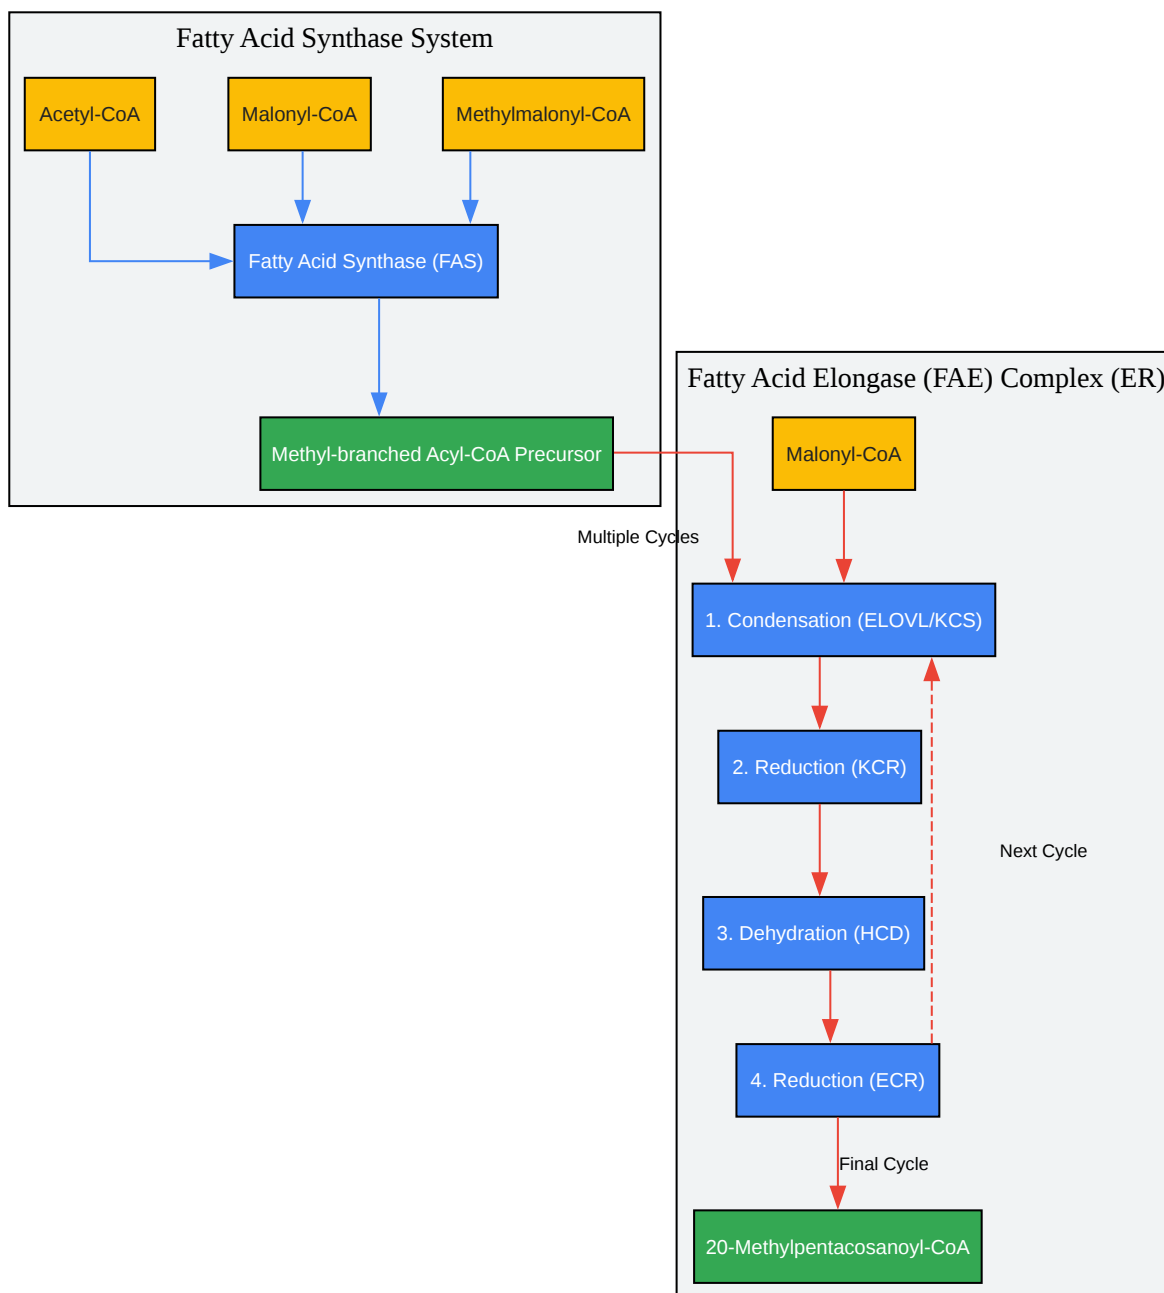 Fatty Acid Synthase System
Acetyl-CoA
Malonyl-CoA
Methylmalonyl-CoA
Fatty Acid Synthase (FAS)
Methyl-branched Acyl-CoA Precursor
Fatty Acid Elongase (FAE) Complex (ER)
Malonyl-CoA
Multiple Cycles
1. Condensation (ELOVL/KCS)
2. Reduction (KCR)
Next Cycle
3. Dehydration (HCD)
4. Reduction (ECR)
Final Cycle
20-Methylpentacosanoyl-CoA